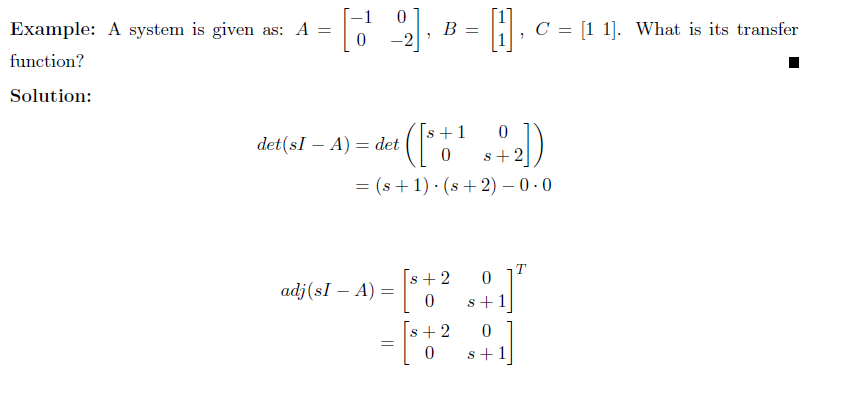 Example: A system is given as: A = [−1 0; 0 −2], B = [1; 1], C = [1 1]. What is its transfer
function? ■
Solution:
det(sI − A) = det ([s + 1 0; 0 s + 2])
= (s + 1) · (s + 2) − 0 · 0
adj(sI − A) = [s + 2 0; 0 s + 1]^T
= [s + 2 0; 0 s + 1]